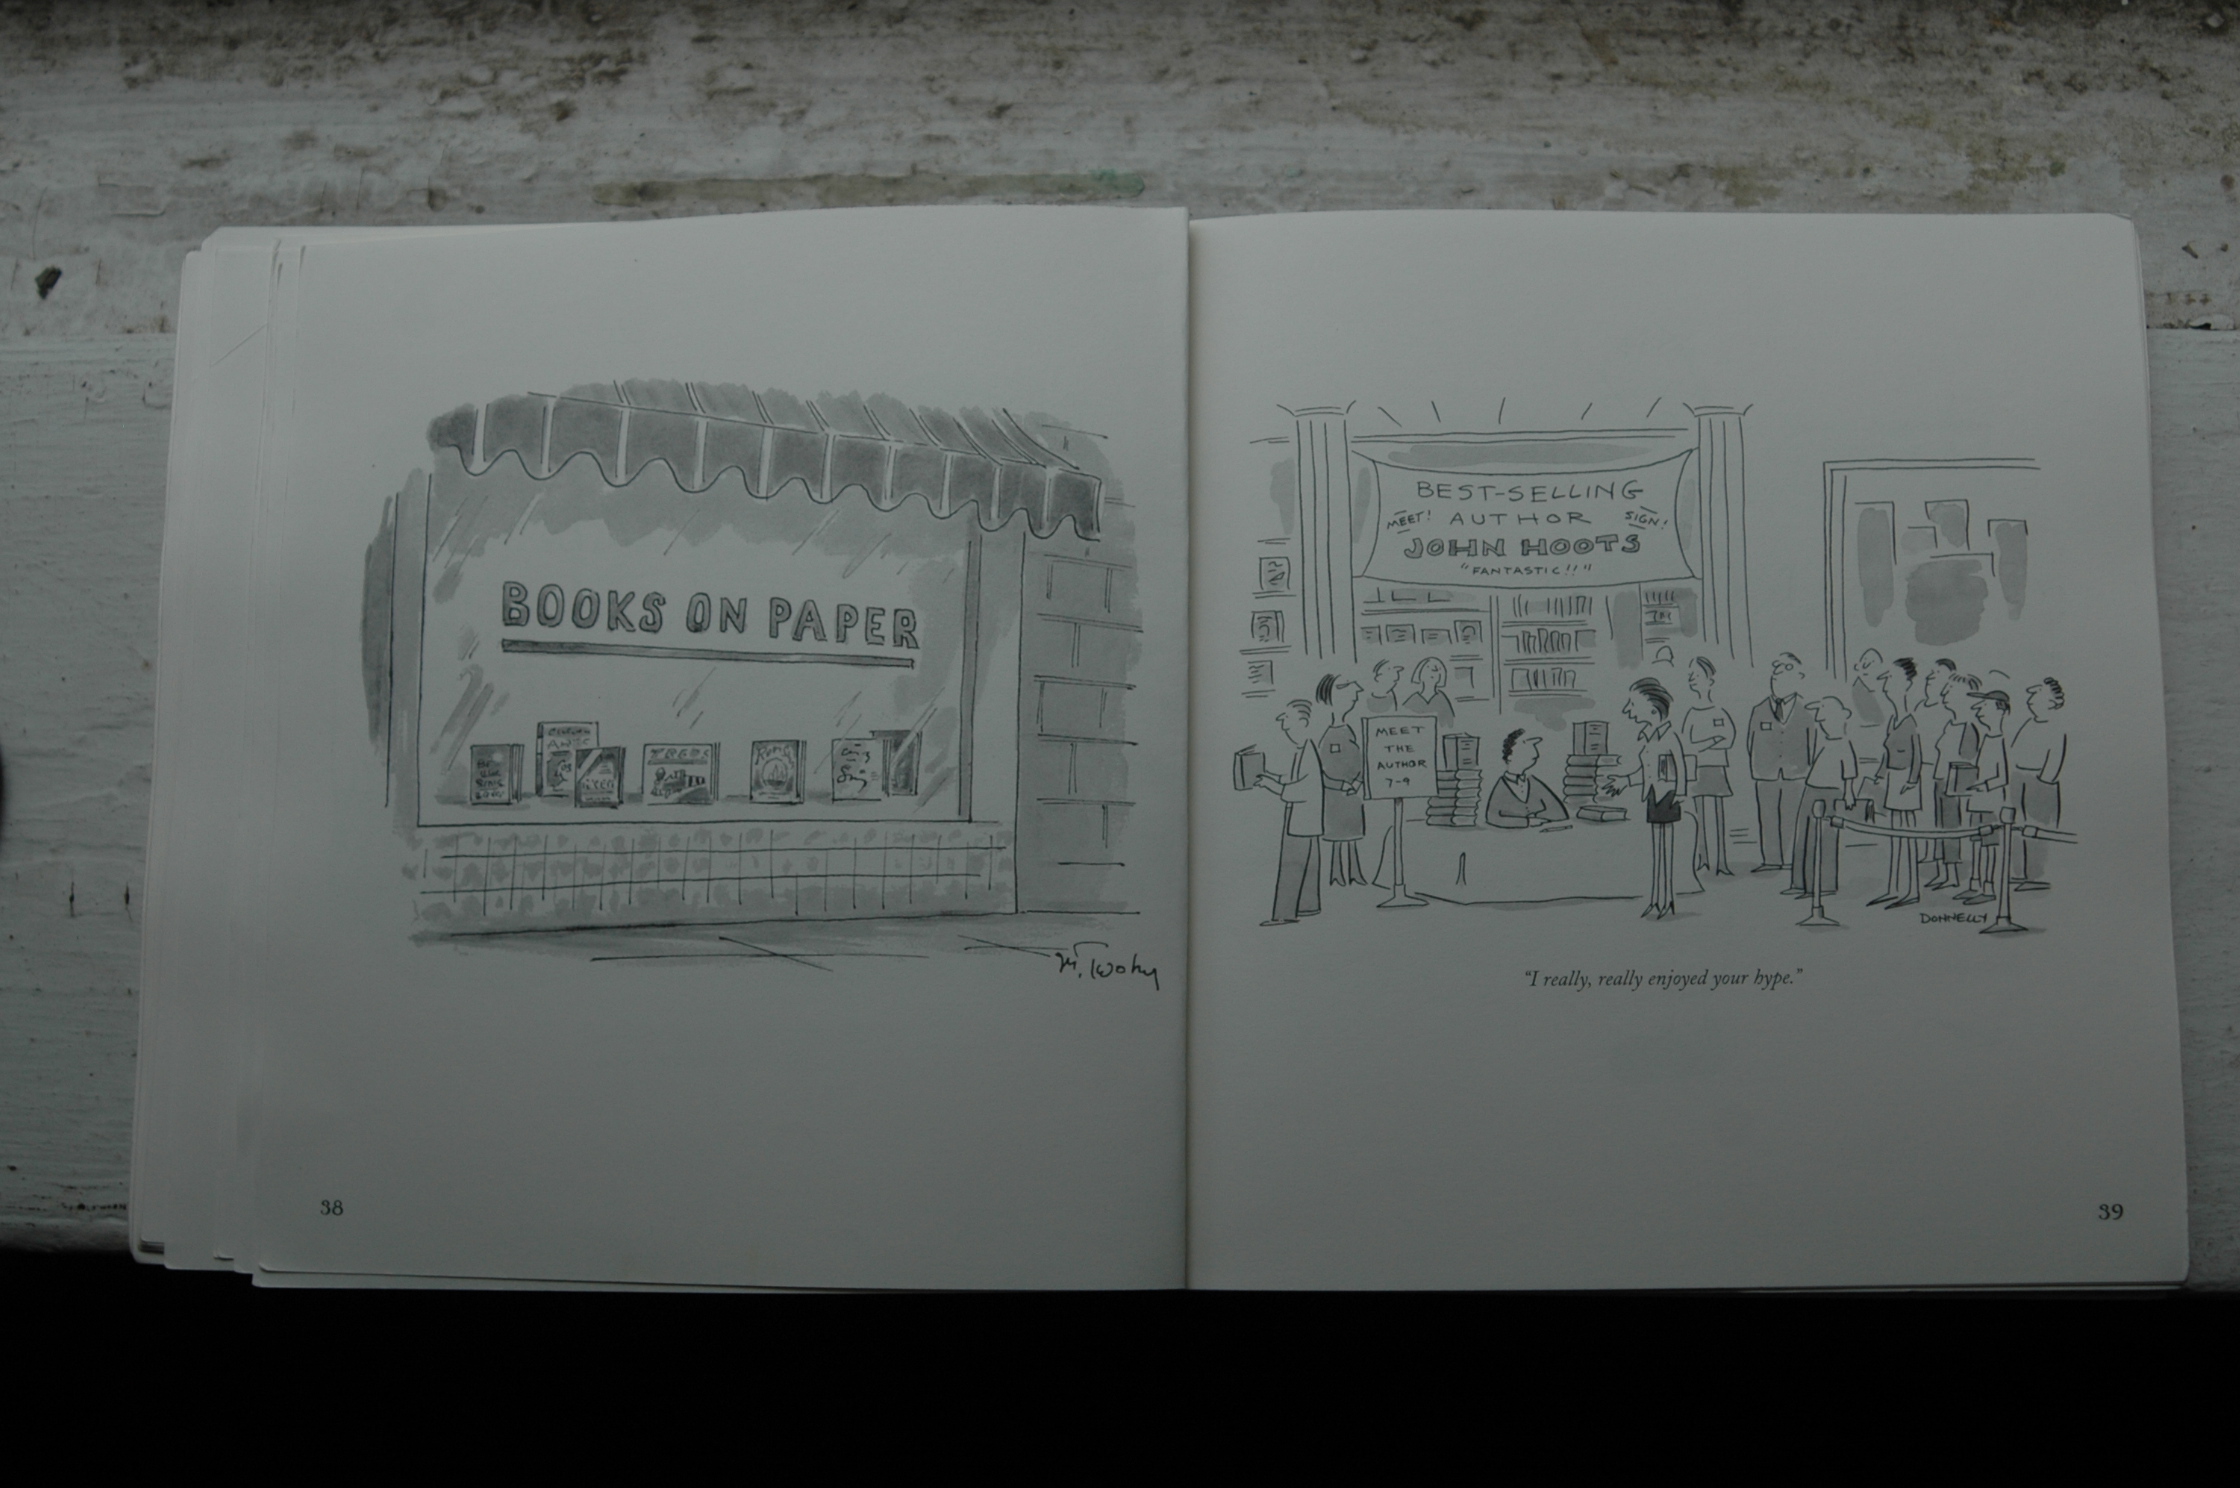 BOOKS ON PAPER
M. Twohy
38
BEST-SELLING
MEET! AUTHOR SIGN!
JOHN HOOTS
"FANTASTIC!!"
MEET
THE
AUTHOR
7-9
DONNELLY
"I really, really enjoyed your hype."
39